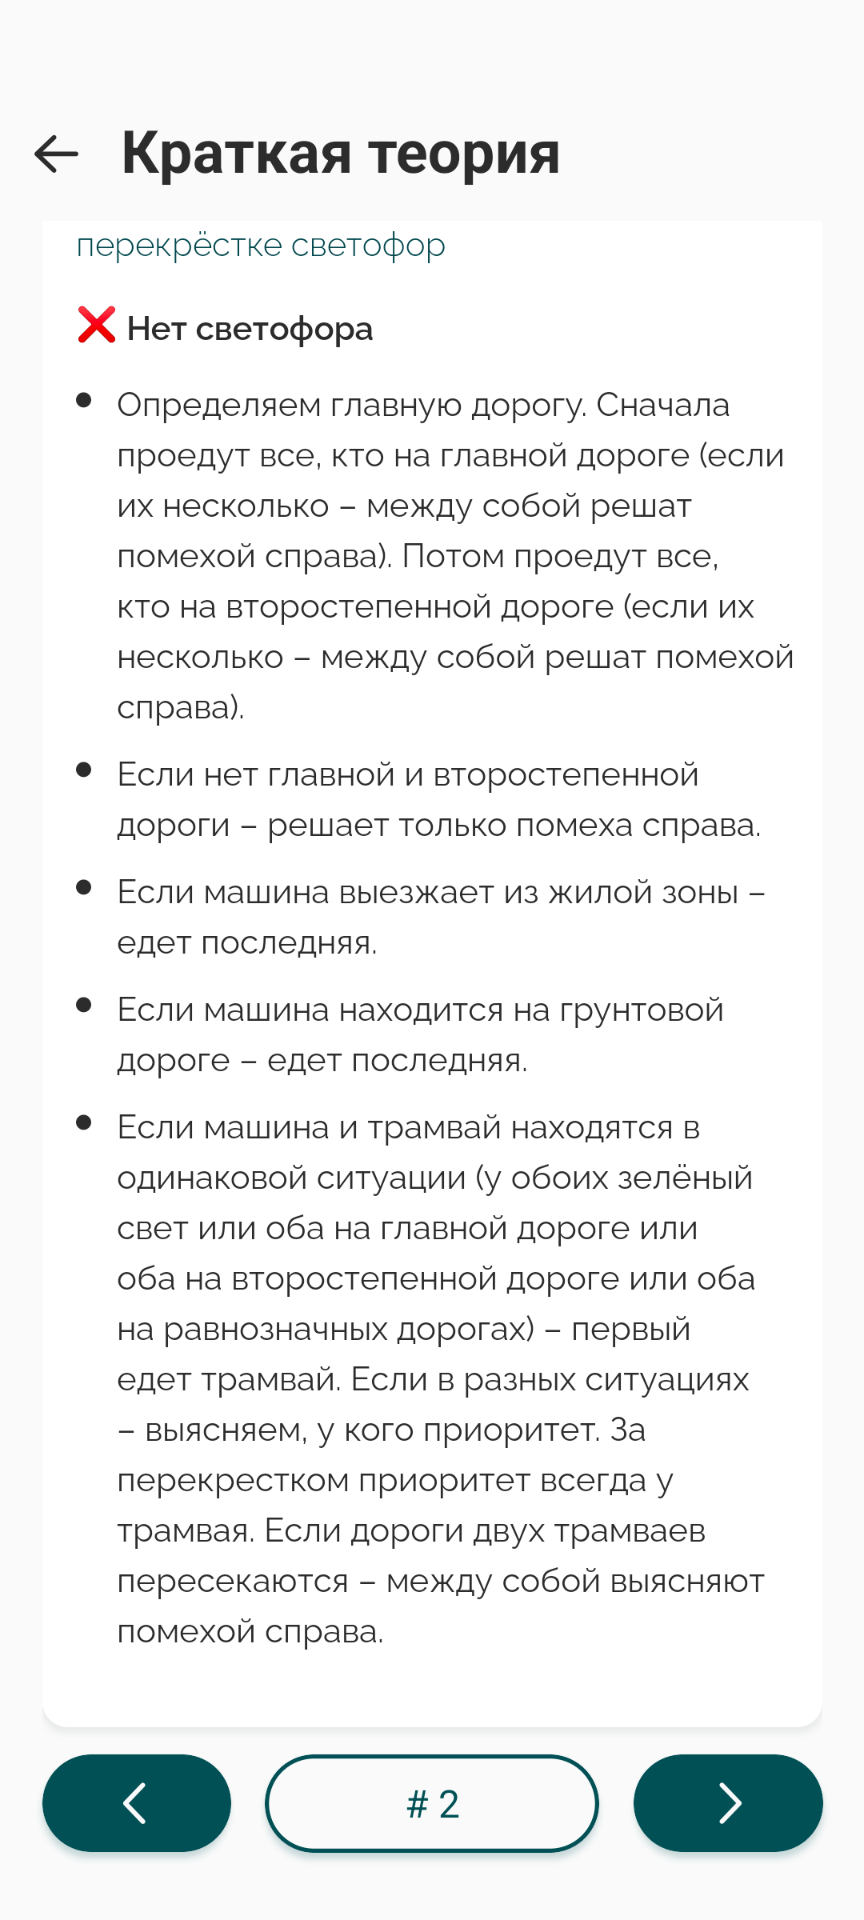 Краткая теория
перекрёстке светофор
❌ Нет светофора
• Определяем главную дорогу. Сначала
проедут все, кто на главной дороге (если
их несколько – между собой решат
помехой справа). Потом проедут все,
кто на второстепенной дороге (если их
несколько – между собой решат помехой
справа).
• Если нет главной и второстепенной
дороги – решает только помеха справа.
• Если машина выезжает из жилой зоны –
едет последняя.
• Если машина находится на грунтовой
дороге – едет последняя.
• Если машина и трамвай находятся в
одинаковой ситуации (у обоих зелёный
свет или оба на главной дороге или
оба на второстепенной дороге или оба
на равнозначных дорогах) – первый
едет трамвай. Если в разных ситуациях
– выясняем, у кого приоритет. За
перекрестком приоритет всегда у
трамвая. Если дороги двух трамваев
пересекаются – между собой выясняют
помехой справа.
# 2